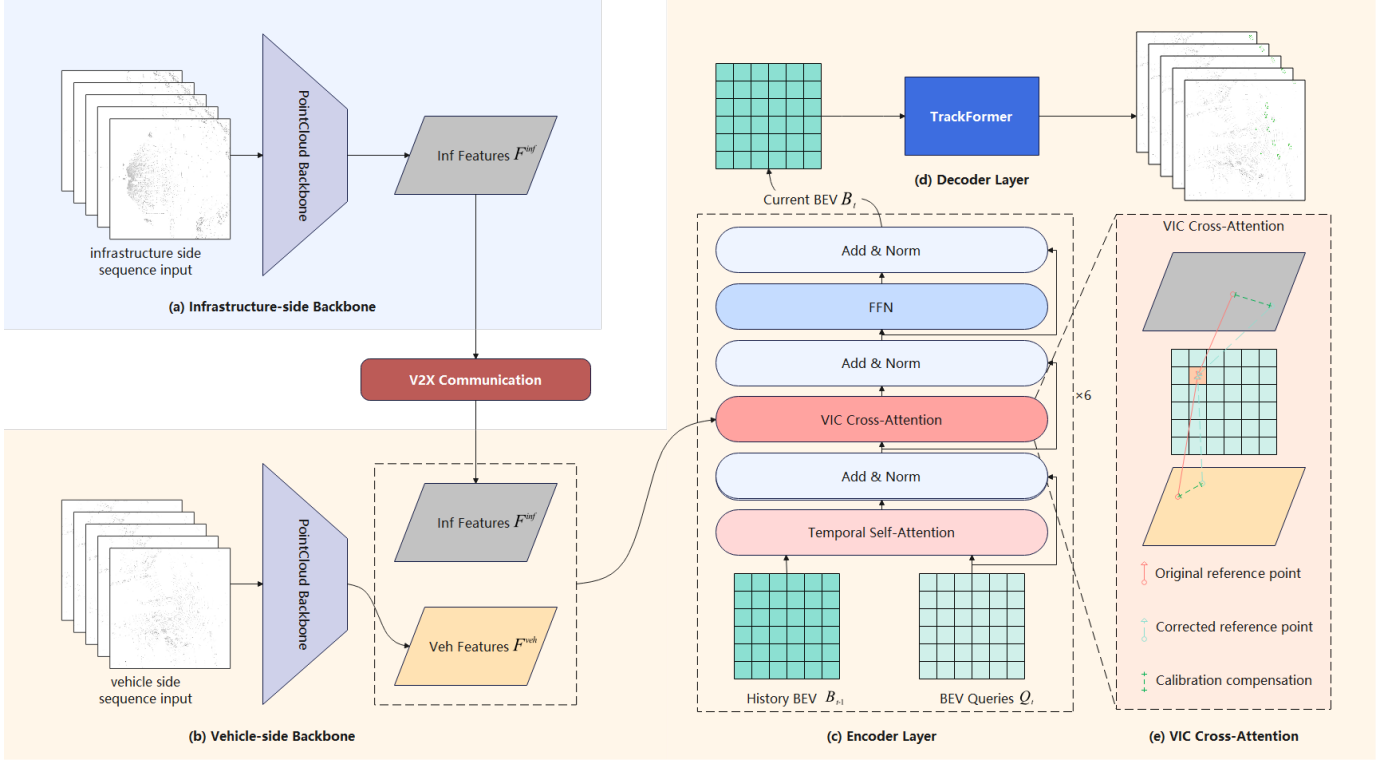 PointCloud Backbone
Inf Features F^inf
infrastructure side
sequence input
(a) Infrastructure-side Backbone
V2X Communication
PointCloud Backbone
Inf Features F^inf
Veh Features F^veh
vehicle side
sequence input
(b) Vehicle-side Backbone
TrackFormer
(d) Decoder Layer
Current BEV B_t
Add & Norm
FFN
Add & Norm
VIC Cross-Attention
×6
Add & Norm
Temporal Self-Attention
History BEV B_t-1
BEV Queries Q_t
(c) Encoder Layer
VIC Cross-Attention
Original reference point
Corrected reference point
Calibration compensation
(e) VIC Cross-Attention